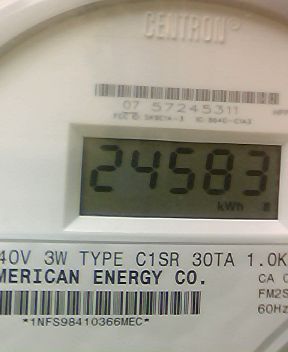 CENTRON®
07 57245311
24583
kWh
40V 3W TYPE C1SR 30TA 1.0K
MERICAN ENERGY CO.
CA 
FM2S
60Hz
*1NFS98410366MEC*